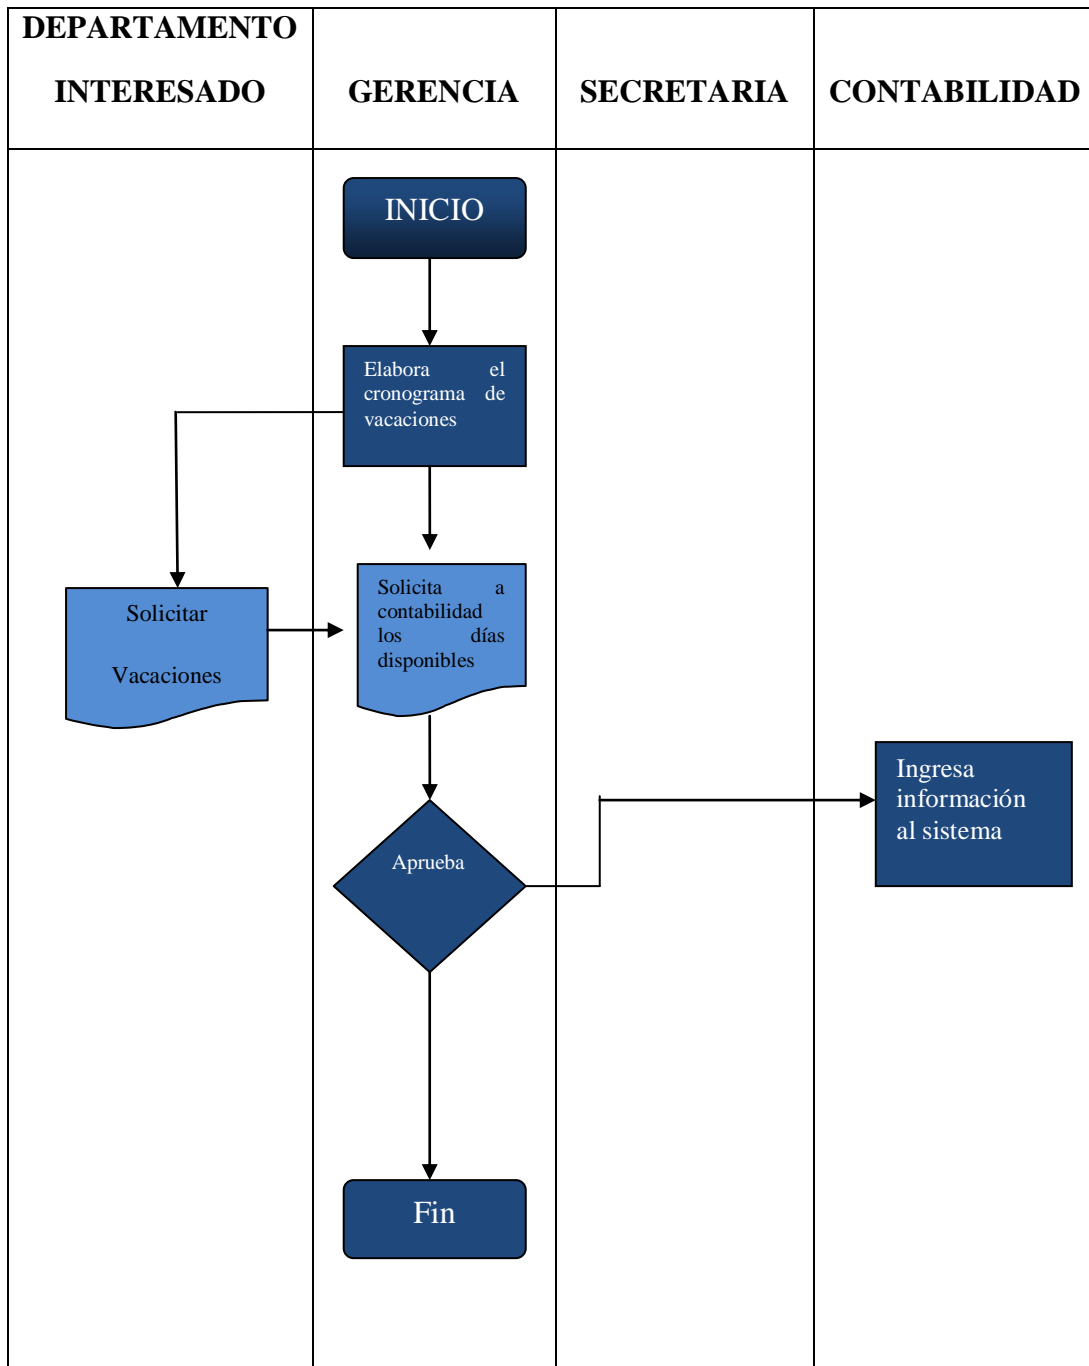 DEPARTAMENTO
INTERESADO
GERENCIA
SECRETARIA
CONTABILIDAD
INICIO
Elabora el
cronograma de
vacaciones
Solicitar
Vacaciones
Solicita a
contabilidad
los días
disponibles
Ingresa
información
al sistema
Aprueba
Fin